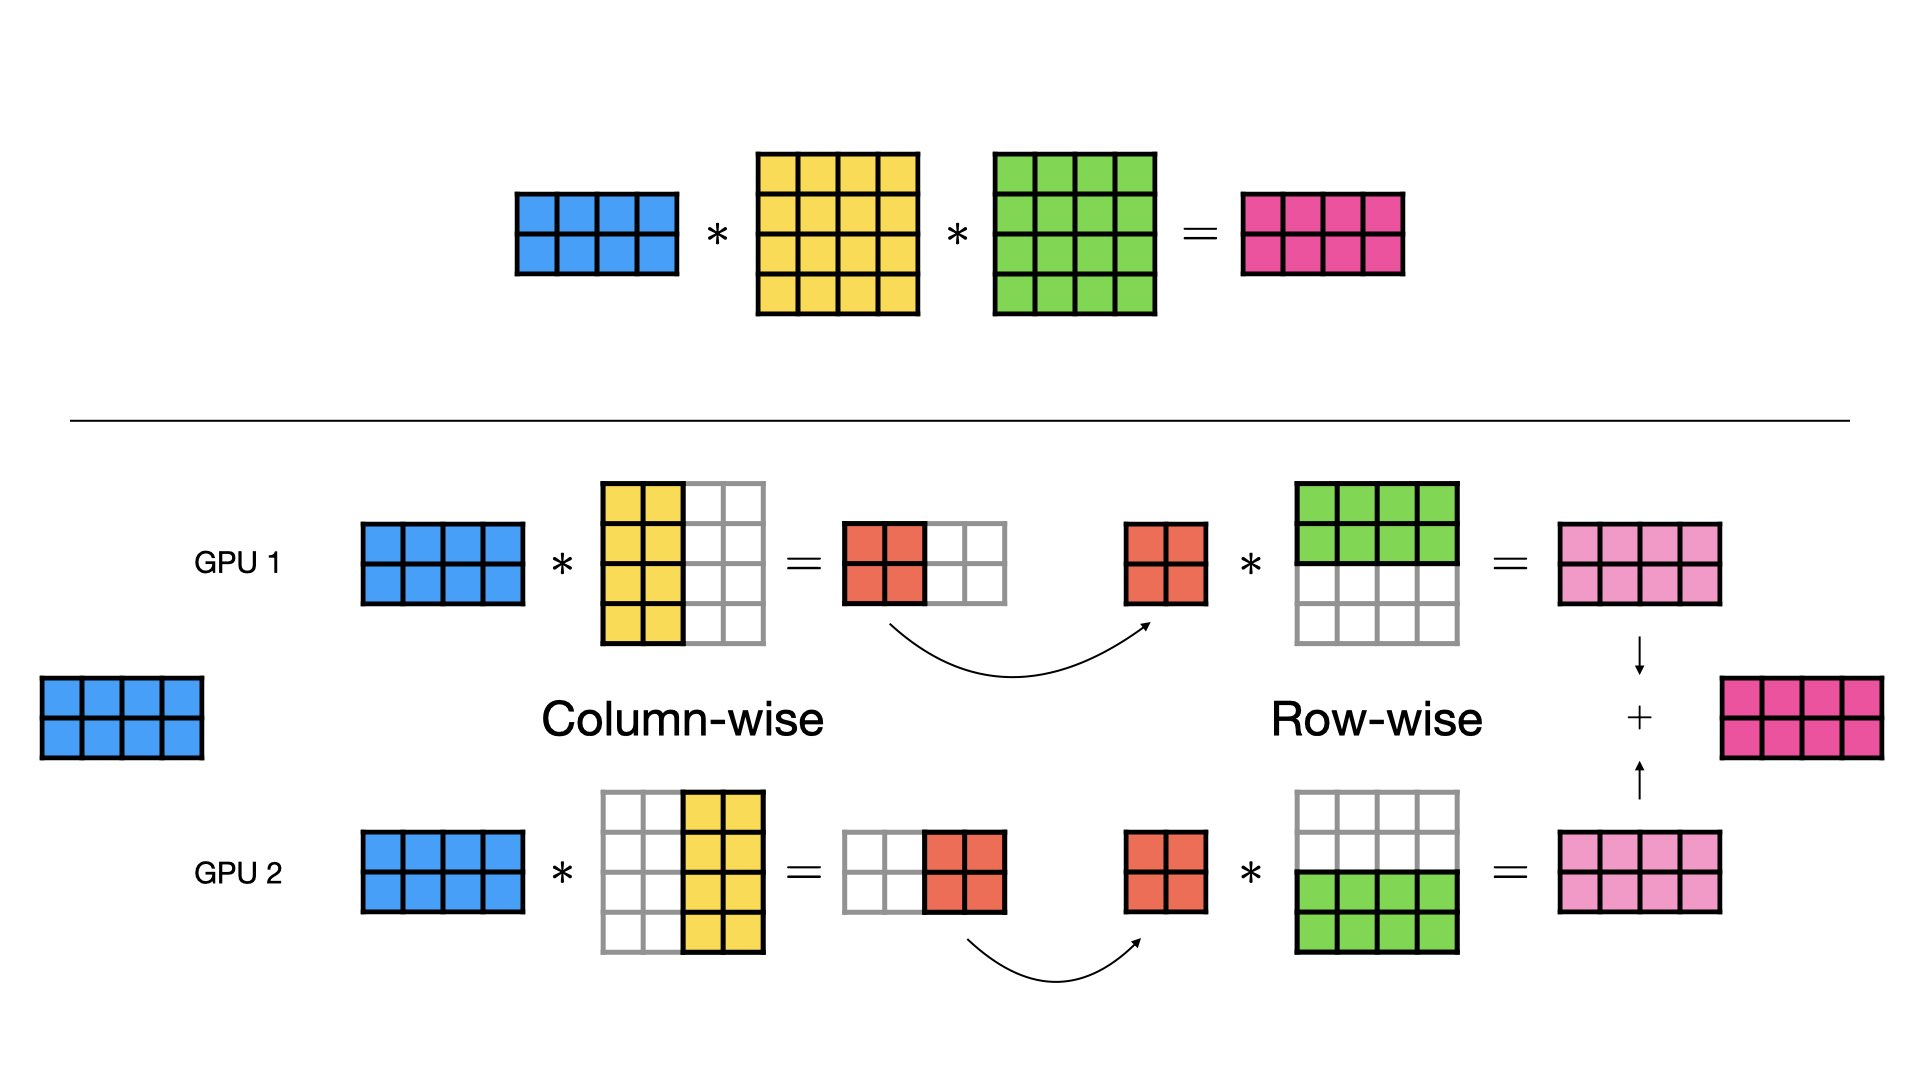 * * =
GPU 1
* = * =
Column-wise
Row-wise
+
GPU 2
* = * =